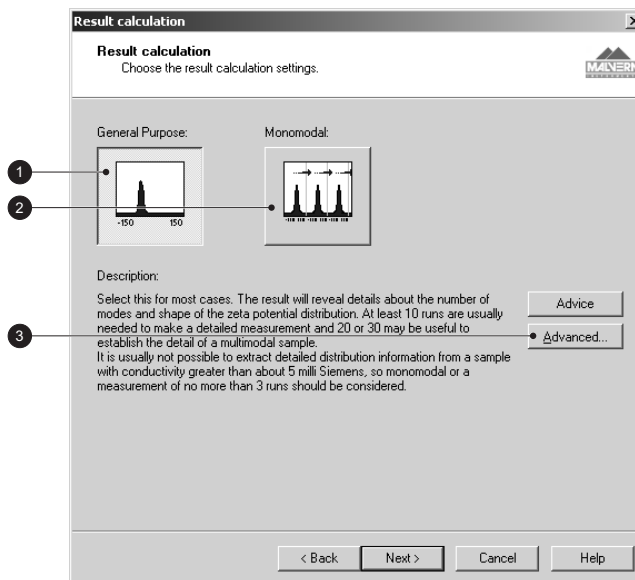 Result calculation
Result calculation
Choose the result calculation settings.
MALVERN
General Purpose:
Monomodal:
1
-150 150
2
Description:
Select this for most cases. The result will reveal details about the number of
modes and shape of the zeta potential distribution. At least 10 runs are usually
needed to make a detailed measurement and 20 or 30 may be useful to
establish the detail of a multimodal sample.
It is usually not possible to extract detailed distribution information from a sample
with conductivity greater than about 5 milli Siemens, so monomodal or a
measurement of no more than 3 runs should be considered.
Advice
3
Advanced...
< Back
Next >
Cancel
Help